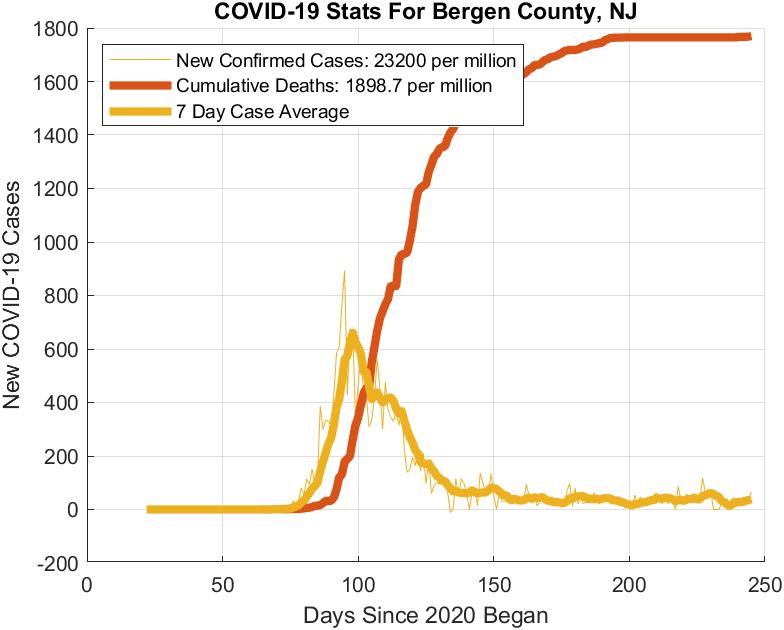 COVID-19 Stats For Bergen County, NJ
1800
1600
1400
1200
1000
800
600
400
200
0
-200
New COVID-19 Cases
New Confirmed Cases: 23200 per million
Cumulative Deaths: 1898.7 per million
7 Day Case Average
0 50 100 150 200 250
Days Since 2020 Began